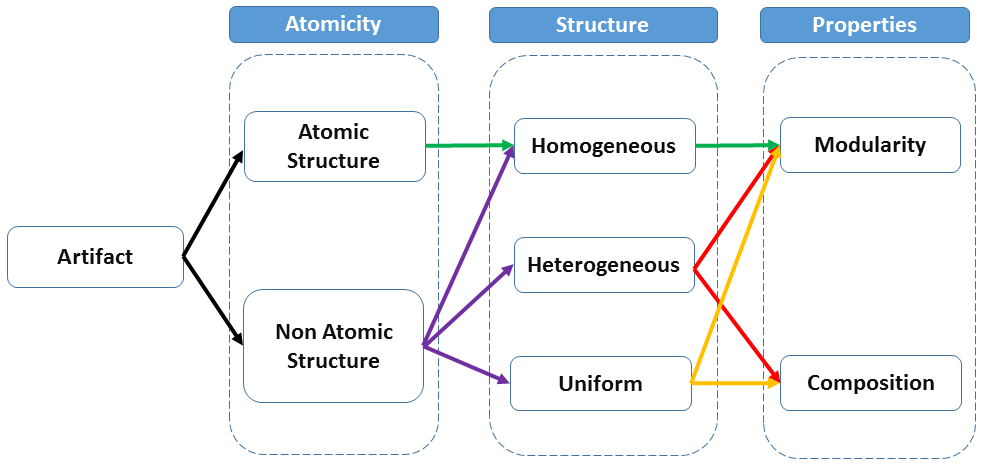 Atomicity
Structure
Properties
Atomic
Structure
Homogeneous
Modularity
Artifact
Heterogeneous
Non Atomic
Structure
Uniform
Composition